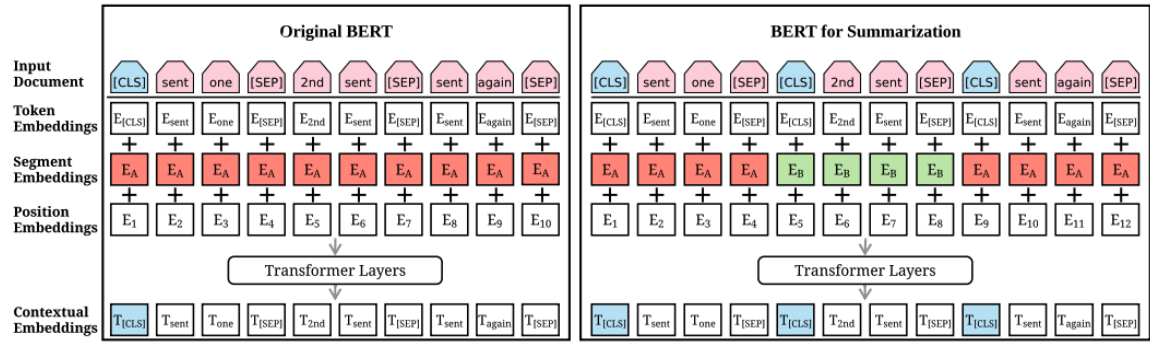 Original BERT
BERT for Summarization
Input Document
[CLS] sent one [SEP] 2nd sent [SEP] sent again [SEP]
[CLS] sent one [SEP] [CLS] 2nd sent [SEP] [CLS] sent again [SEP]
Token Embeddings
E[CLS] Esent Eone E[SEP] E2nd Esent E[SEP] Esent Eagain E[SEP]
E[CLS] Esent Eone E[SEP] E[CLS] E2nd Esent E[SEP] E[CLS] Esent Eagain E[SEP]
+ + + + + + + + + +
+ + + + + + + + + + + +
Segment Embeddings
EA EA EA EA EA EA EA EA EA EA
EA EA EA EA EB EB EB EB EA EA EA EA
+ + + + + + + + + +
+ + + + + + + + + + + +
Position Embeddings
E1 E2 E3 E4 E5 E6 E7 E8 E9 E10
E1 E2 E3 E4 E5 E6 E7 E8 E9 E10 E11 E12
Transformer Layers
Transformer Layers
Contextual Embeddings
T[CLS] Tsent Tone T[SEP] T2nd Tsent T[SEP] Tsent Tagain T[SEP]
T[CLS] Tsent Tone T[SEP] T[CLS] T2nd Tsent T[SEP] T[CLS] Tsent Tagain T[SEP]